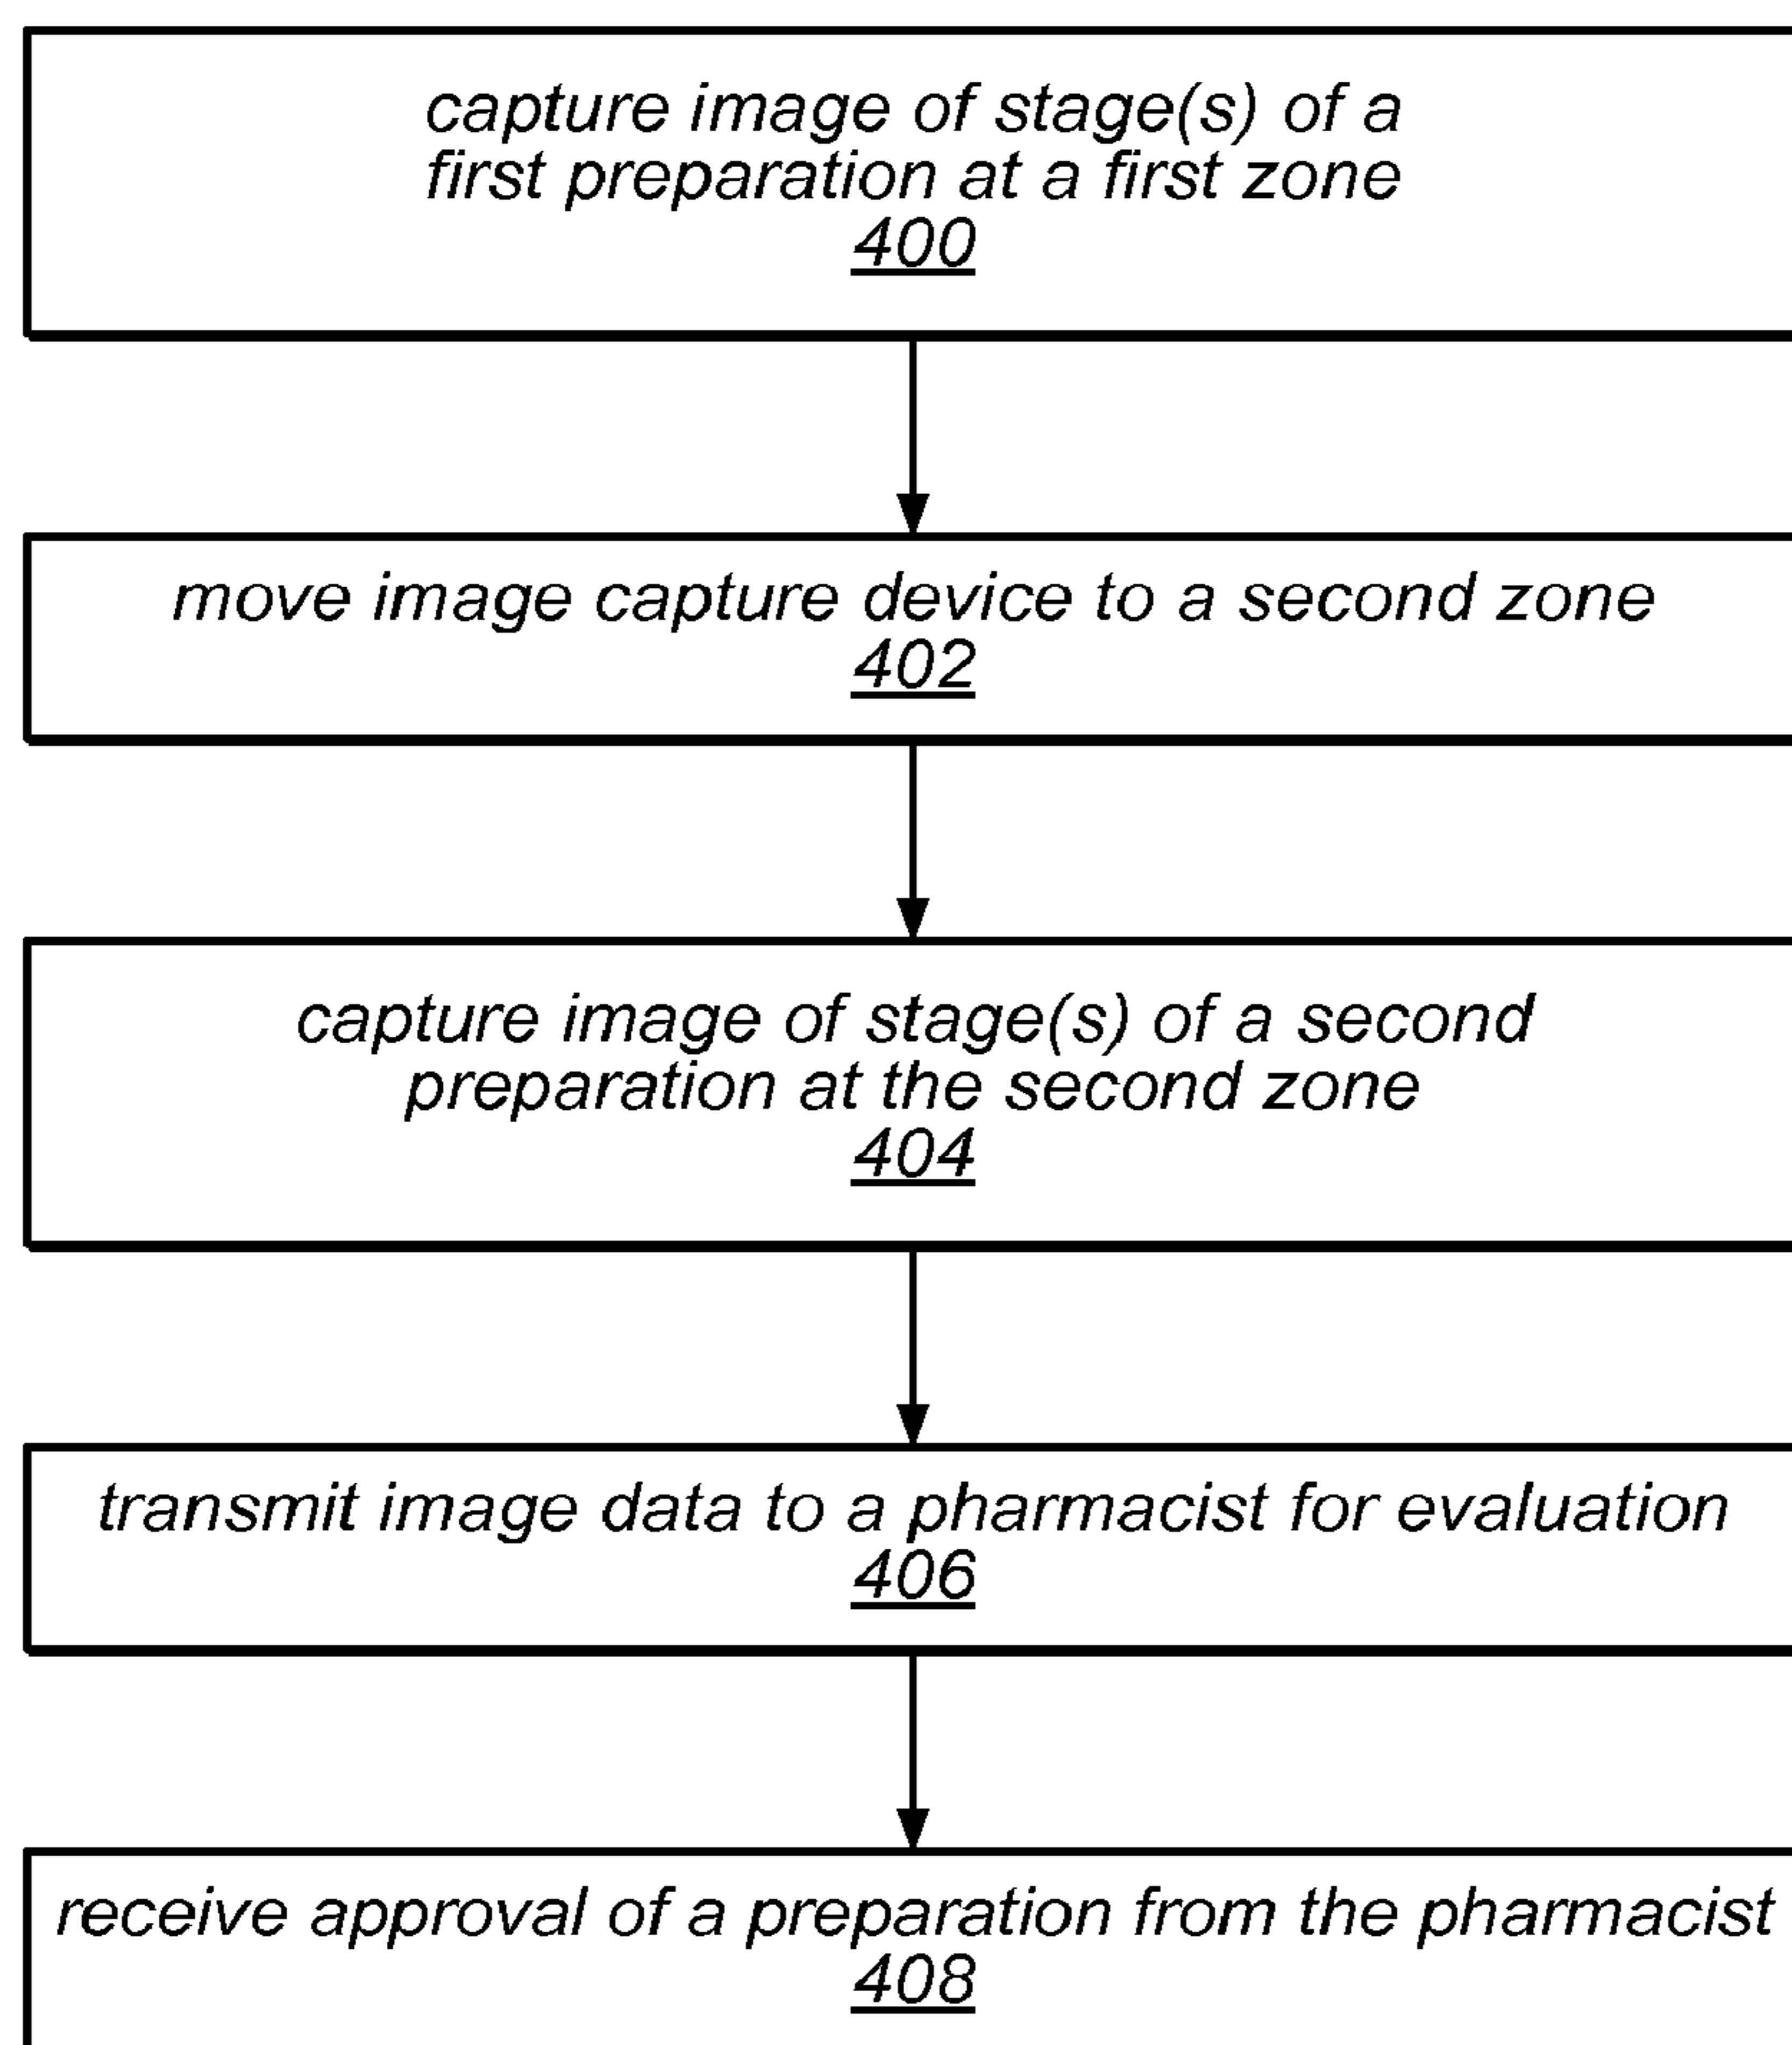 capture image of stage(s) of a
first preparation at a first zone
400
move image capture device to a second zone
402
capture image of stage(s) of a second
preparation at the second zone
404
transmit image data to a pharmacist for evaluation
406
receive approval of a preparation from the pharmacist
408